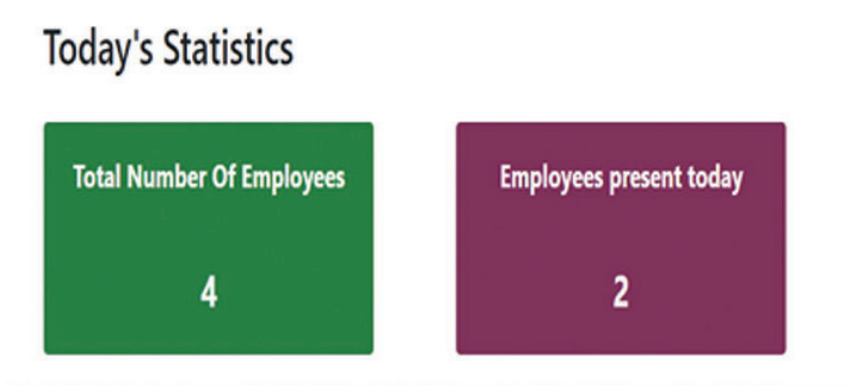 Today's Statistics
Total Number Of Employees
4
Employees present today
2